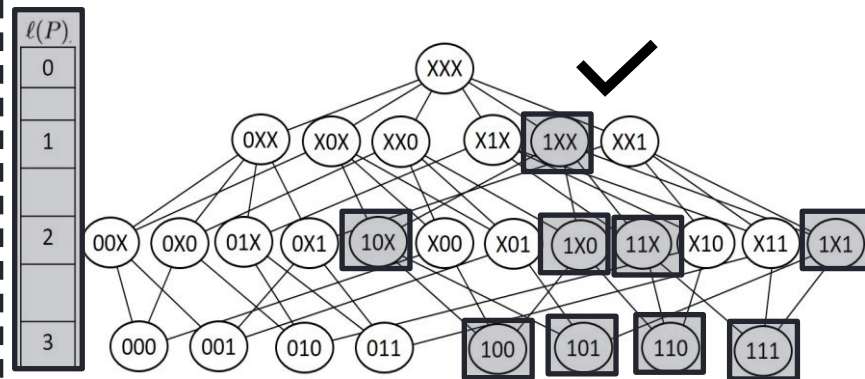 ℓ(P)
0 XXX
1 0XX X0X XX0 X1X 1XX XX1
2 00X 0X0 01X 0X1 10X X00 X01 1X0 11X X10 X11 1X1
3 000 001 010 011 100 101 110 111